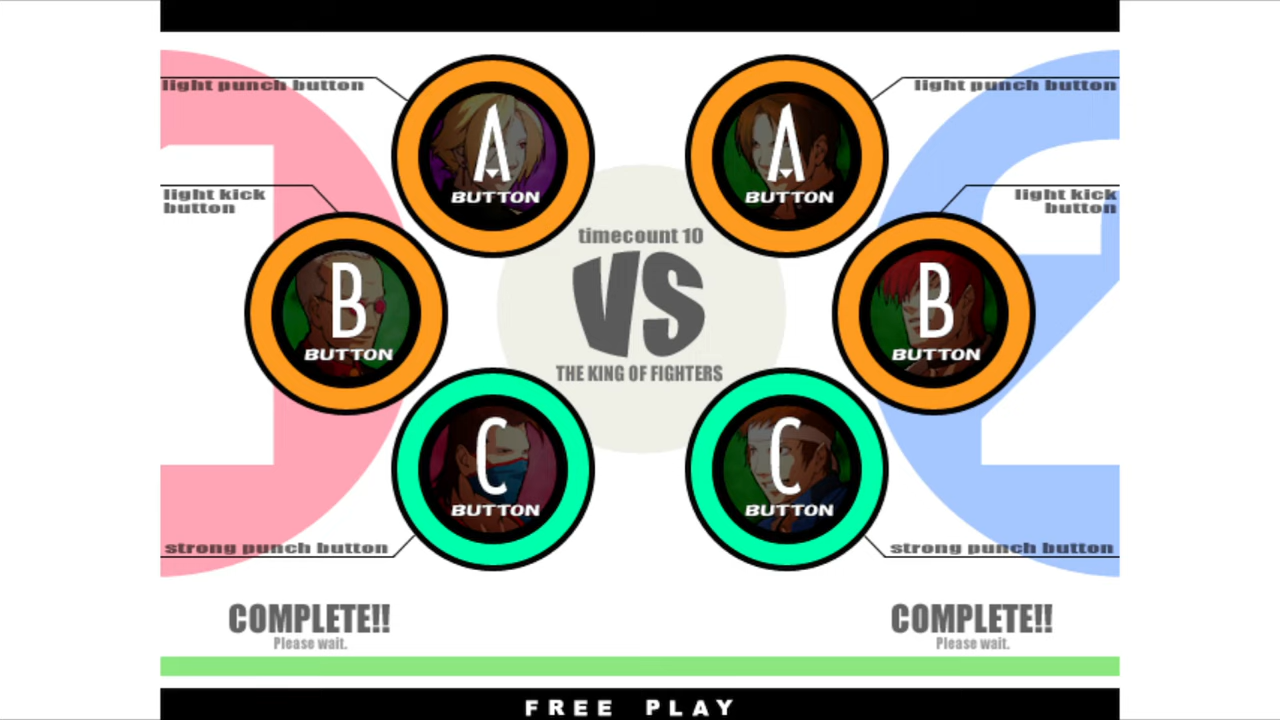 light punch button
A
BUTTON
A
BUTTON
light punch button
light kick
button
B
BUTTON
timecount 10
VS
THE KING OF FIGHTERS
light kick
button
B
BUTTON
C
BUTTON
C
BUTTON
strong punch button
strong punch button
COMPLETE!!
Please wait.
COMPLETE!!
Please wait.
FREE PLAY